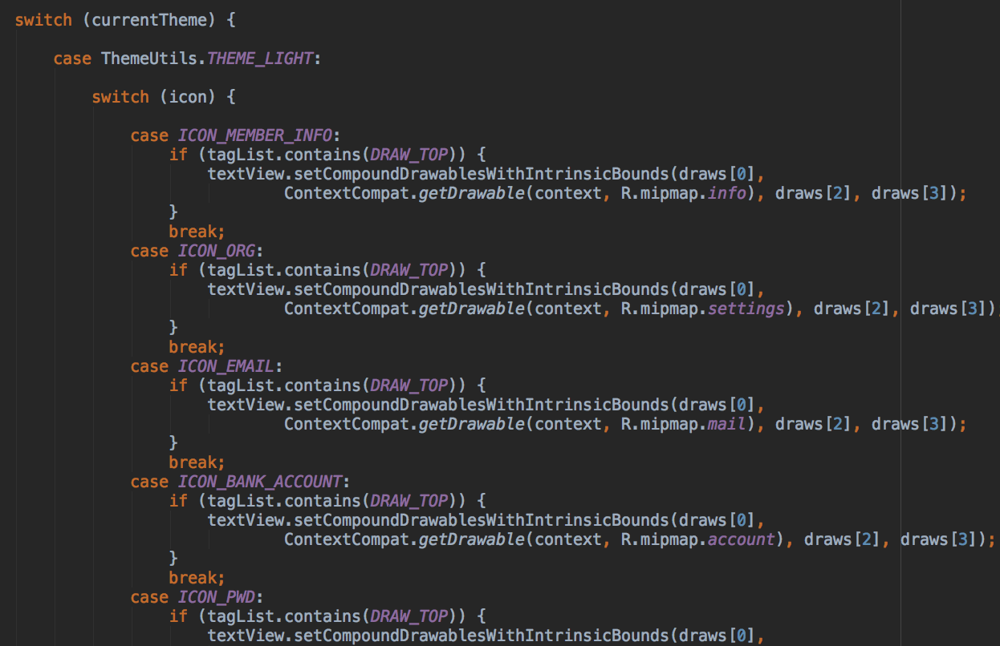 switch (currentTheme) {
case ThemeUtils.THEME_LIGHT:
switch (icon) {
case ICON_MEMBER_INFO:
if (tagList.contains(DRAW_TOP)) {
textView.setCompoundDrawablesWithIntrinsicBounds(draws[0],
ContextCompat.getDrawable(context, R.mipmap.info), draws[2], draws[3]);
}
break;
case ICON_ORG:
if (tagList.contains(DRAW_TOP)) {
textView.setCompoundDrawablesWithIntrinsicBounds(draws[0],
ContextCompat.getDrawable(context, R.mipmap.settings), draws[2], draws[3])
}
break;
case ICON_EMAIL:
if (tagList.contains(DRAW_TOP)) {
textView.setCompoundDrawablesWithIntrinsicBounds(draws[0],
ContextCompat.getDrawable(context, R.mipmap.mail), draws[2], draws[3]);
}
break;
case ICON_BANK_ACCOUNT:
if (tagList.contains(DRAW_TOP)) {
textView.setCompoundDrawablesWithIntrinsicBounds(draws[0],
ContextCompat.getDrawable(context, R.mipmap.account), draws[2], draws[3]);
}
break;
case ICON_PWD:
if (tagList.contains(DRAW_TOP)) {
textView.setCompoundDrawablesWithIntrinsicBounds(draws[0],